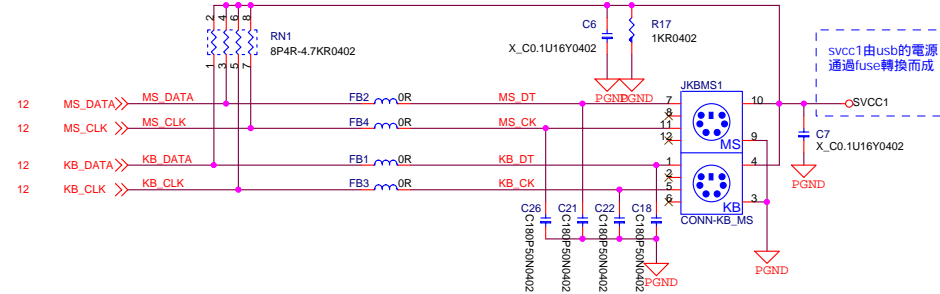 2 4 6 8
RN1
8P4R-4.7KR0402
1 3 5 7
C6
X_C0.1U16Y0402
R17
1KR0402
PGND
PGND
svcc1由usb的電源
通過fuse轉換而成
JKBMS1
12 MS_DATA MS_DATA FB2 0R MS_DT 7 10 SVCC1
8
12 MS_CLK MS_CLK FB4 0R MS_CK 11
12 MS 9
C7
X_C0.1U16Y0402
12 KB_DATA KB_DATA FB1 0R KB_DT 1 4
2
PGND
12 KB_CLK KB_CLK FB3 0R KB_CK 5
6 KB 3
CONN-KB_MS
C26 C21 C22 C18
C180P50N0402 C180P50N0402 C180P50N0402 C180P50N0402
PGND
PGND